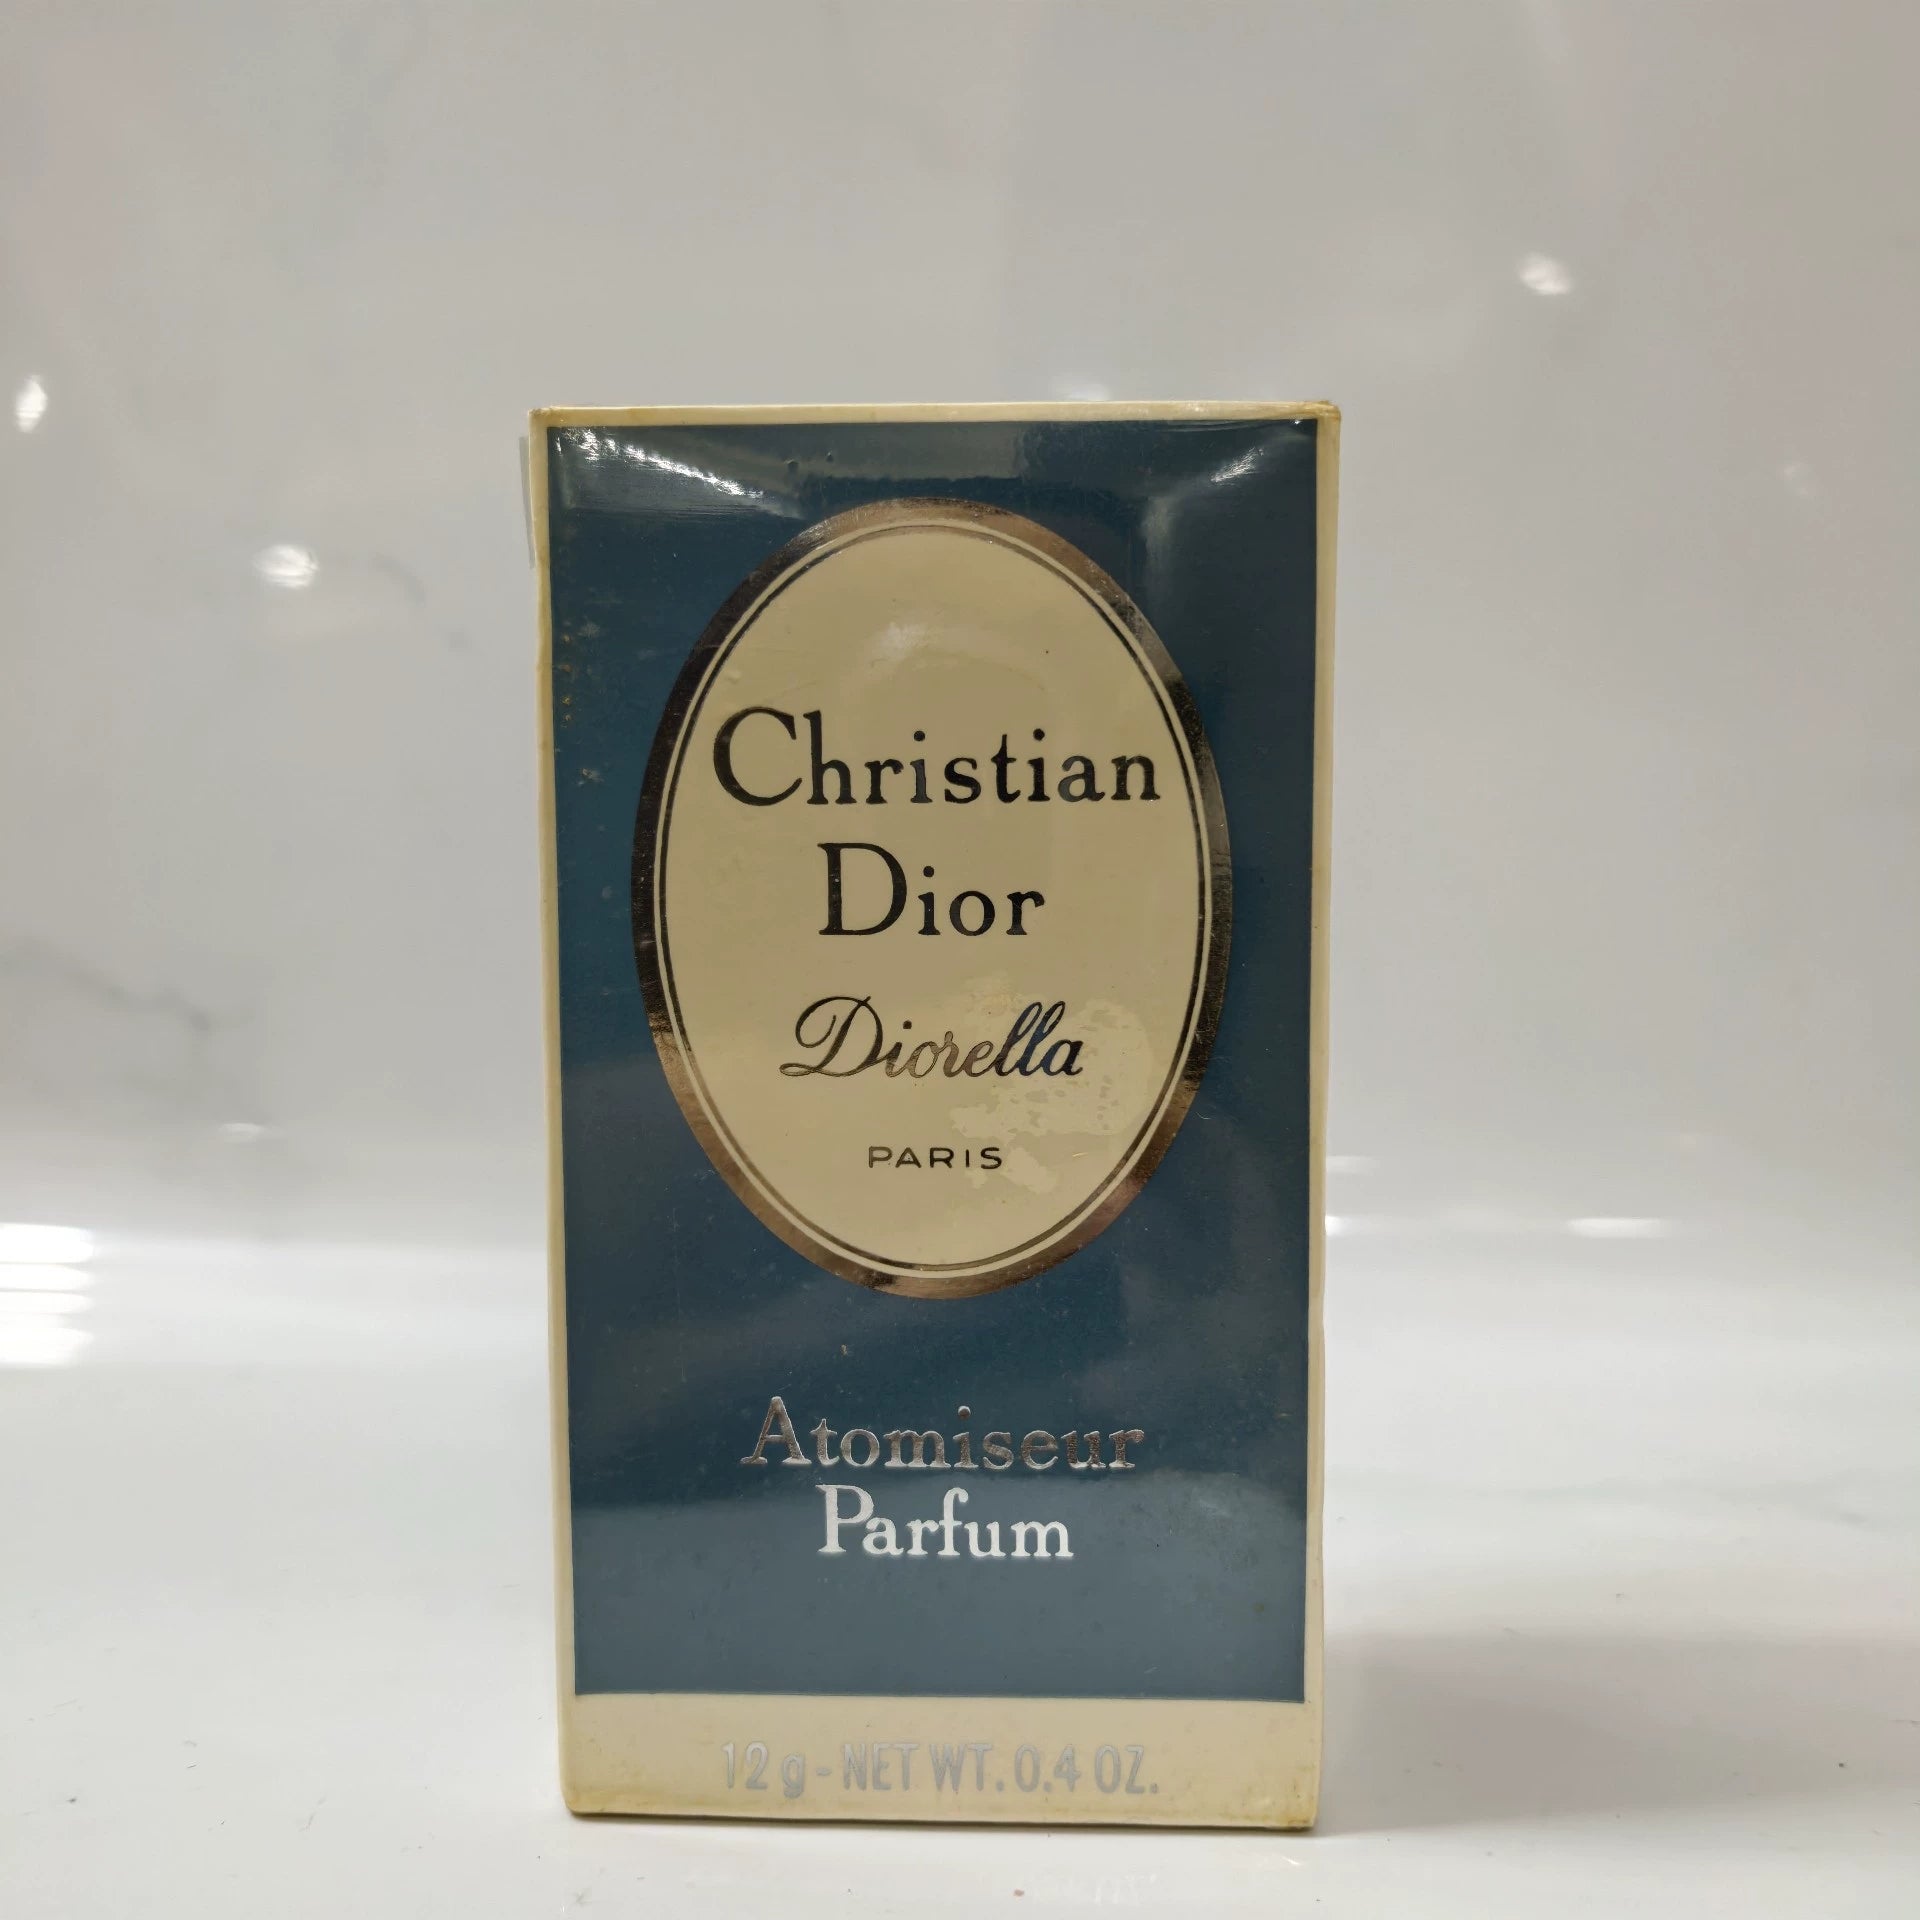 Christian
Dior
Diorella
PARIS
Atomiseur
Parfum
12 g - NET WT. 0.4 OZ.